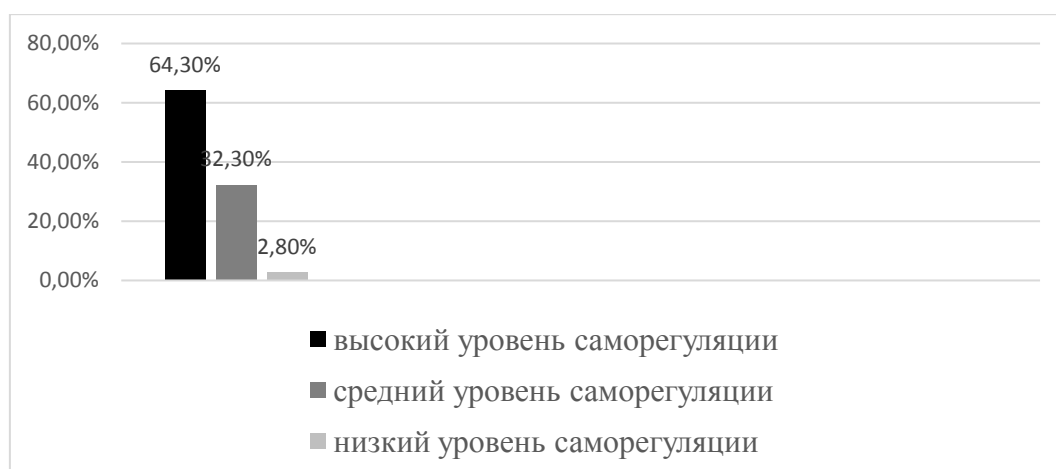 80,00%
64,30%
60,00%
40,00%
32,30%
20,00%
2,80%
0,00%
высокий уровень саморегуляции
средний уровень саморегуляции
низкий уровень саморегуляции